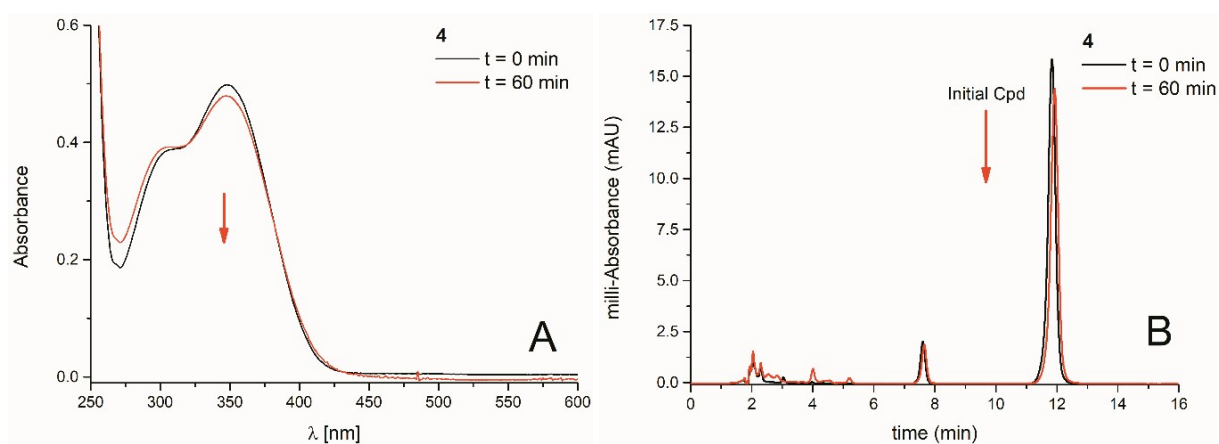 4
t = 0 min
t = 60 min
0.6
0.4
0.2
0.0
Absorbance
A
250 300 350 400 450 500 550 600
λ [nm]
4
t = 0 min
t = 60 min
Initial Cpd
17.5
15.0
12.5
10.0
7.5
5.0
2.5
0.0
milli-Absorbance (mAU)
B
0 2 4 6 8 10 12 14 16
time (min)